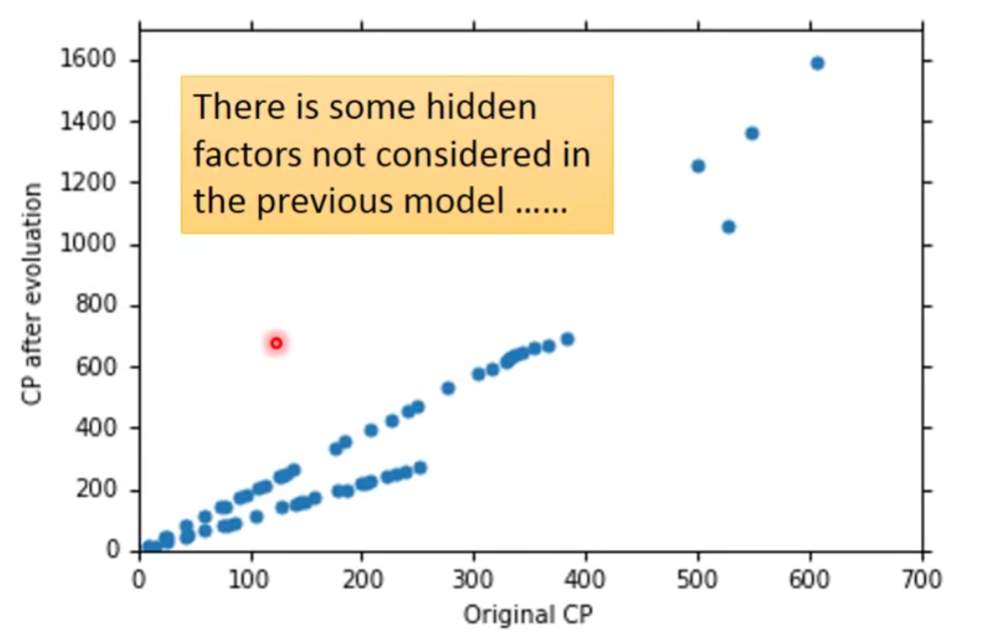 1600
1400
1200
1000
800
600
400
200
0
CP after evoluation
There is some hidden
factors not considered in
the previous model ......
0 100 200 300 400 500 600 700
Original CP